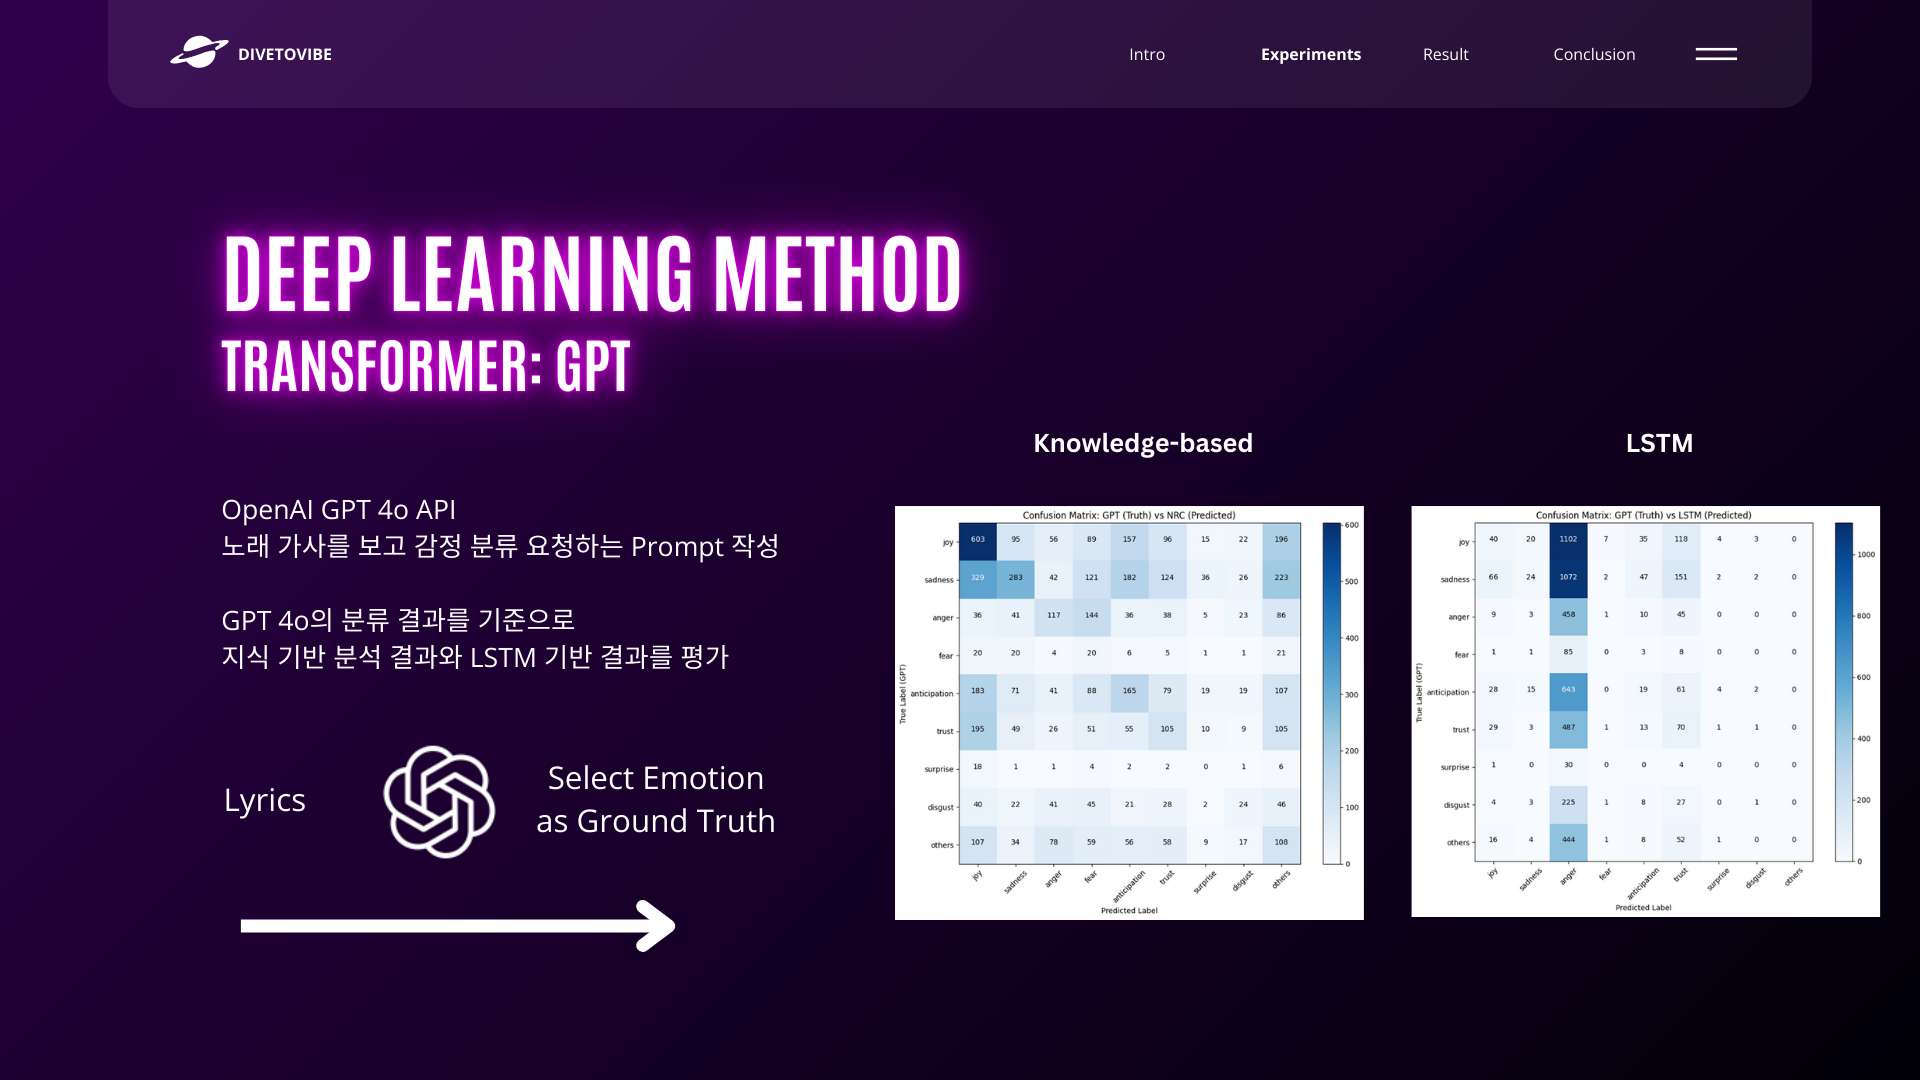 DIVETOVIBE
Intro Experiments Result Conclusion
DEEP LEARNING METHOD
TRANSFORMER: GPT
OpenAI GPT 4o API
노래 가사를 보고 감정 분류 요청하는 Prompt 작성
GPT 4o의 분류 결과를 기준으로
지식 기반 분석 결과와 LSTM 기반 결과를 평가
Lyrics
Select Emotion
as Ground Truth
Knowledge-based
Confusion Matrix: GPT (Truth) vs NRC (Predicted)
True Label (GPT)
joy 603 95 56 89 157 96 15 22 196
sadness 329 283 42 121 182 124 36 26 223
anger 36 41 117 144 36 38 5 23 86
fear 20 20 4 20 6 5 1 1 21
anticipation 183 71 41 88 165 79 19 19 107
trust 195 49 26 51 55 105 10 9 105
surprise 18 1 1 4 2 2 0 1 6
disgust 40 22 41 45 21 28 2 24 46
others 107 34 78 59 56 58 9 17 108
joy sadness anger fear anticipation trust surprise disgust others
Predicted Label
600
500
400
300
200
100
0
LSTM
Confusion Matrix: GPT (Truth) vs LSTM (Predicted)
True Label (GPT)
joy 40 20 1102 7 35 118 4 3 0
sadness 66 24 1072 2 47 151 2 2 0
anger 9 3 458 1 10 45 0 0 0
fear 1 1 85 0 3 8 0 0 0
anticipation 28 15 643 0 19 61 4 2 0
trust 29 3 487 1 13 70 1 1 0
surprise 1 0 30 0 0 4 0 0 0
disgust 4 3 225 1 8 27 0 1 0
others 16 4 444 1 8 52 1 0 0
joy sadness anger fear anticipation trust surprise disgust others
Predicted Label
1000
800
600
400
200
0